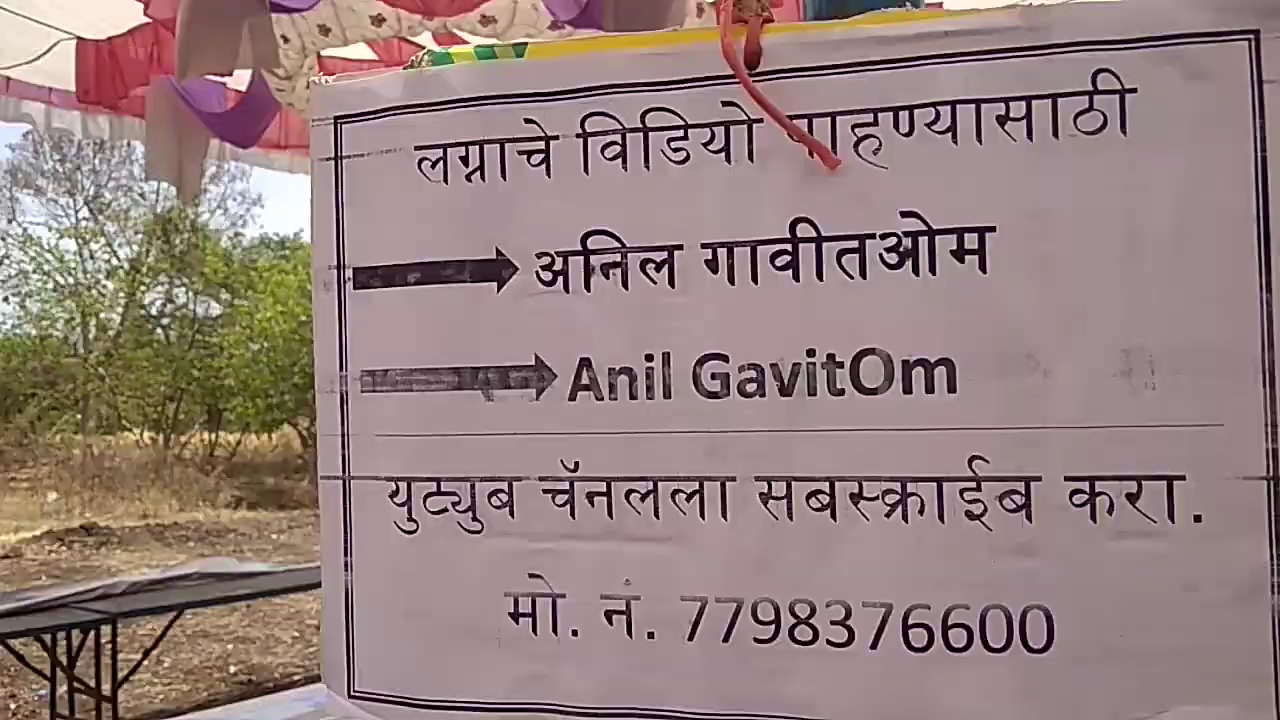 लग्नाचे विडियो पाहण्यासाठी
अनिल गावीतओम
Anil GavitOm
युट्युब चॅनलला सबस्क्राईब करा.
मो. नं. 7798376600